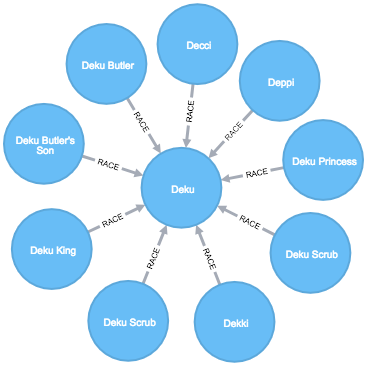 Decci
Deku Butler
Deppi
RACE
RACE
RACE
Deku Butler's
Son
RACE
Deku Princess
RACE
Deku
RACE
RACE
Deku King
Deku Scrub
RACE
RACE
Deku Scrub
Dekki